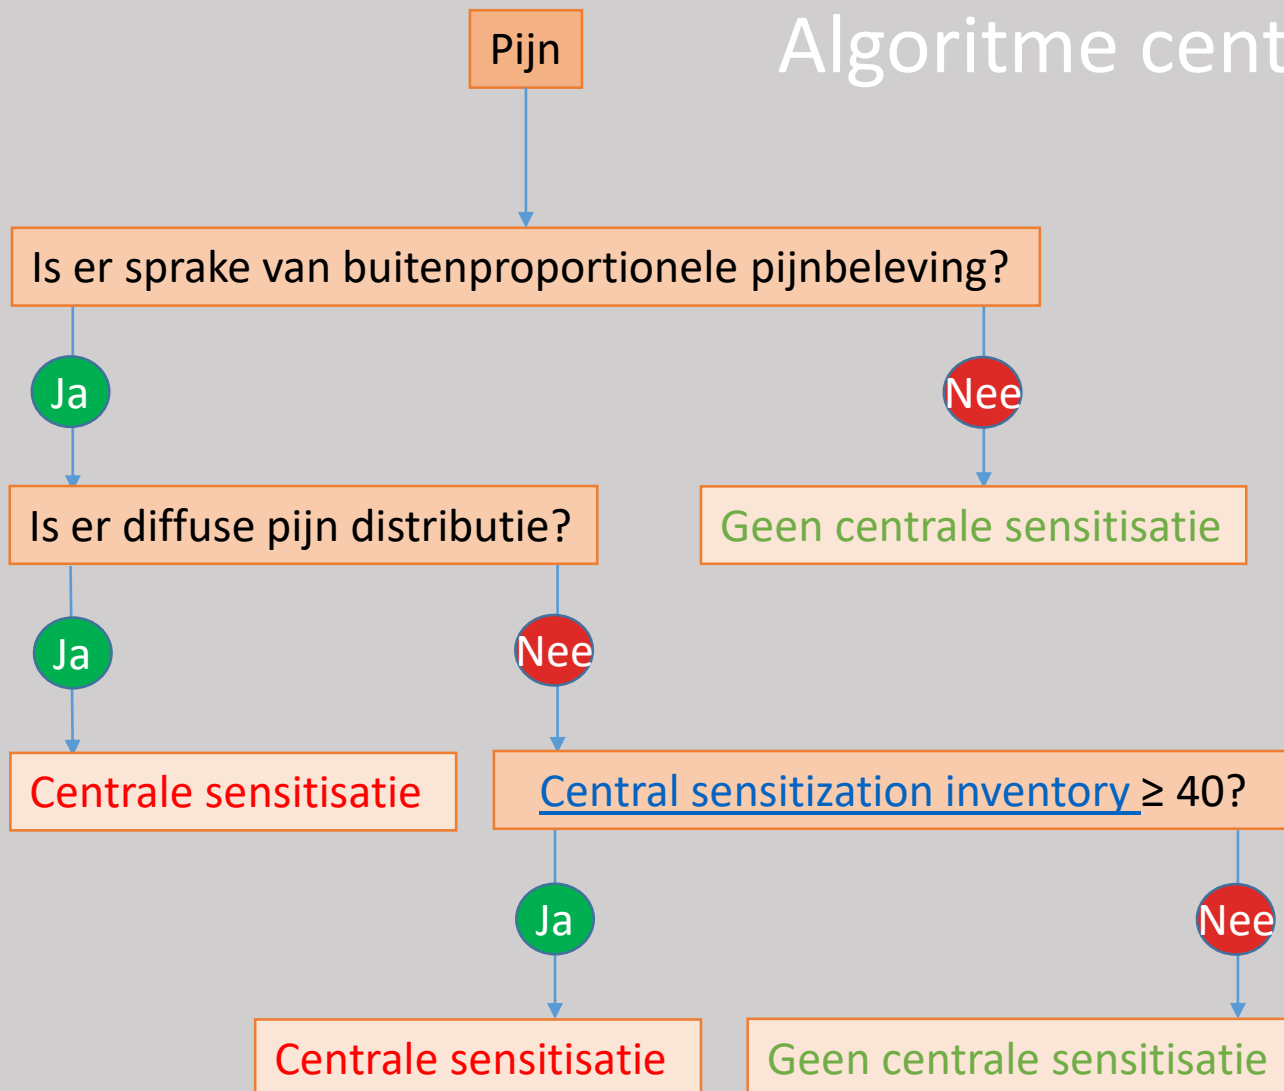 Pijn
Algoritme cent
Is er sprake van buitenproportionele pijnbeleving?
Ja
Nee
Is er diffuse pijn distributie?
Geen centrale sensitisatie
Ja
Nee
Centrale sensitisatie
Central sensitization inventory ≥ 40?
Ja
Nee
Centrale sensitisatie
Geen centrale sensitisatie